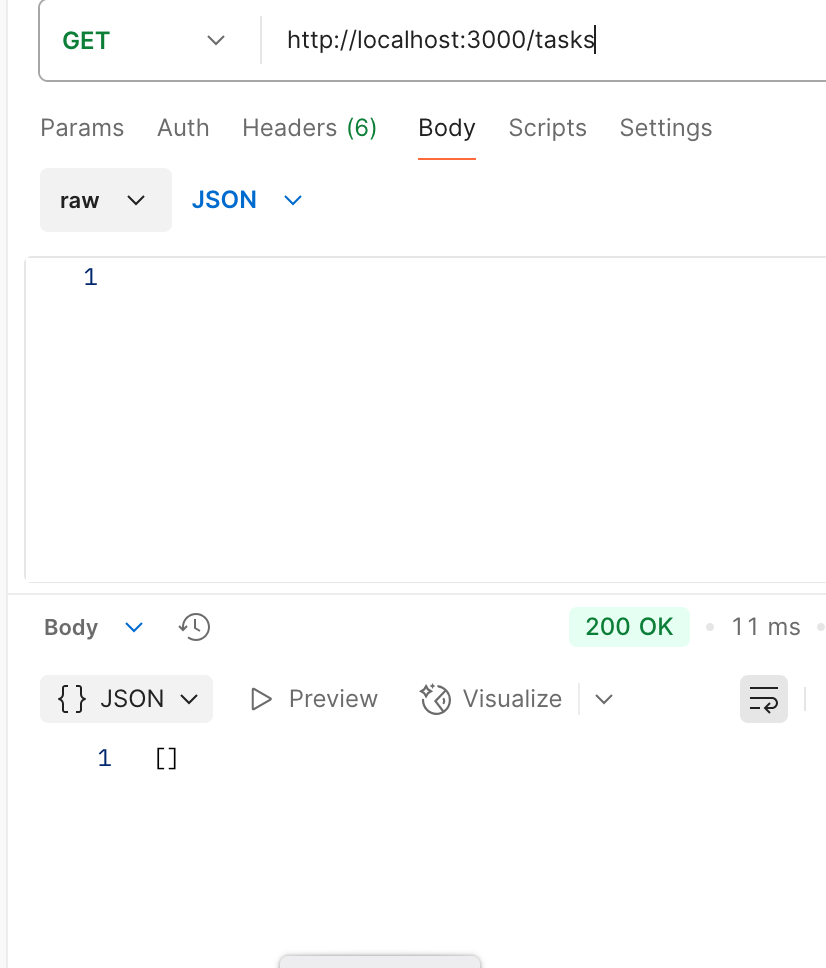 GET http://localhost:3000/tasks
Params Auth Headers (6) Body Scripts Settings
raw JSON
1
Body 200 OK • 11 ms •
{} JSON Preview Visualize
1 []